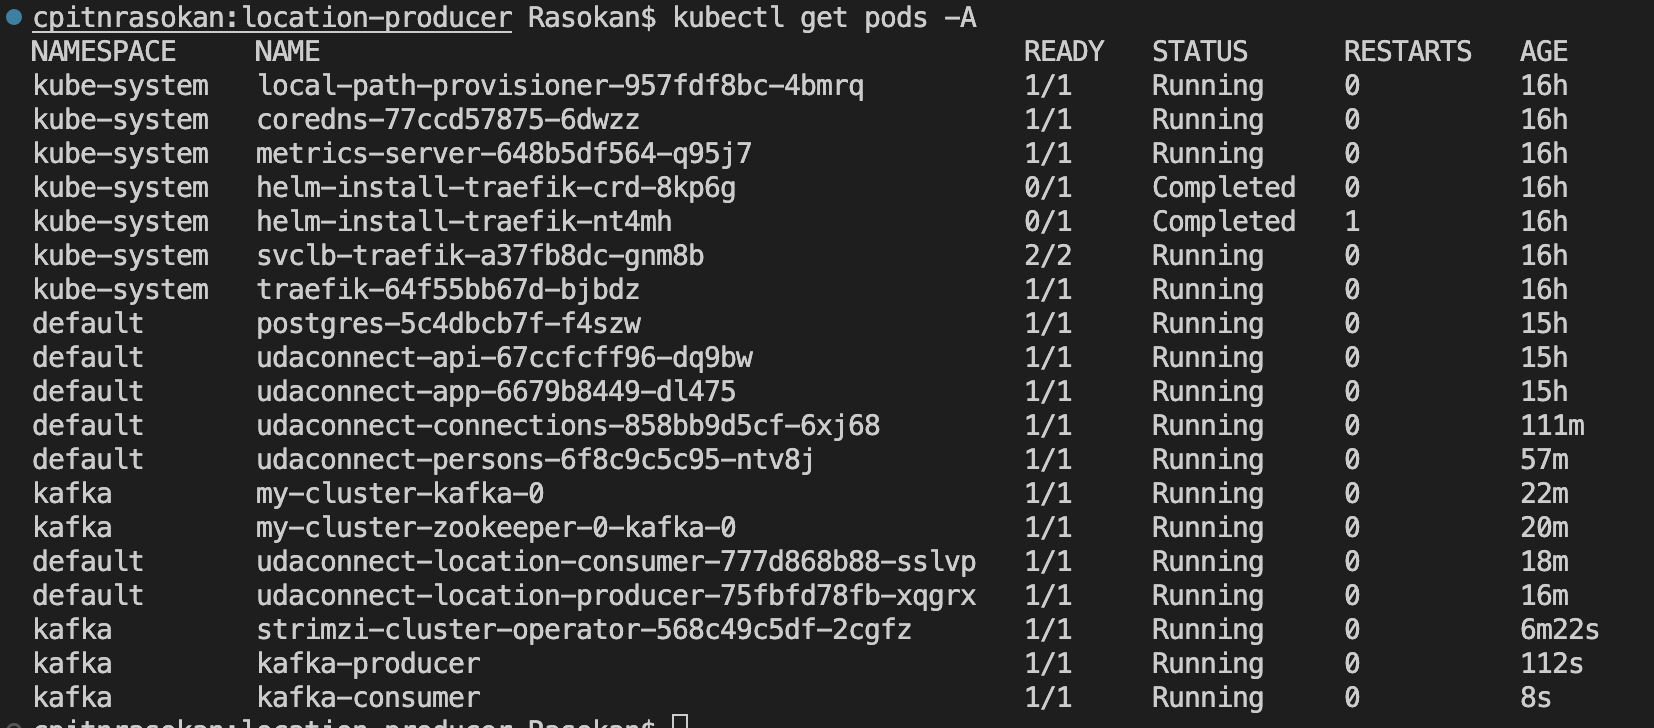 cpitnrasokan:location-producer Rasokan$ kubectl get pods -A
NAMESPACE NAME READY STATUS RESTARTS AGE
kube-system local-path-provisioner-957fdf8bc-4bmrq 1/1 Running 0 16h
kube-system coredns-77ccd57875-6dwzz 1/1 Running 0 16h
kube-system metrics-server-648b5df564-q95j7 1/1 Running 0 16h
kube-system helm-install-traefik-crd-8kp6g 0/1 Completed 0 16h
kube-system helm-install-traefik-nt4mh 0/1 Completed 1 16h
kube-system svclb-traefik-a37fb8dc-gnm8b 2/2 Running 0 16h
kube-system traefik-64f55bb67d-bjbdz 1/1 Running 0 16h
default postgres-5c4dbcb7f-f4szw 1/1 Running 0 15h
default udaconnect-api-67ccfcff96-dq9bw 1/1 Running 0 15h
default udaconnect-app-6679b8449-dl475 1/1 Running 0 15h
default udaconnect-connections-858bb9d5cf-6xj68 1/1 Running 0 111m
default udaconnect-persons-6f8c9c5c95-ntv8j 1/1 Running 0 57m
kafka my-cluster-kafka-0 1/1 Running 0 22m
kafka my-cluster-zookeeper-0-kafka-0 1/1 Running 0 20m
default udaconnect-location-consumer-777d868b88-sslvp 1/1 Running 0 18m
default udaconnect-location-producer-75fbfd78fb-xqgrx 1/1 Running 0 16m
kafka strimzi-cluster-operator-568c49c5df-2cgfz 1/1 Running 0 6m22s
kafka kafka-producer 1/1 Running 0 112s
kafka kafka-consumer 1/1 Running 0 8s
cpitnrasokan:location-producer Rasokan$